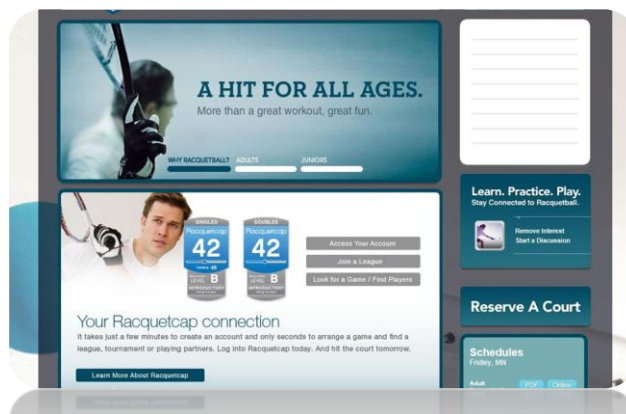 A HIT FOR ALL AGES.
More than a great workout, great fun.
WHY RACQUETBALL? ADULTS JUNIORS
SINGLES
Racquetcap
42
LEVEL B
INTRODUCTORY
DOUBLES
Racquetcap
42
LEVEL B
INTRODUCTORY
Access Your Account
Join a League
Look for a Game / Find Players
Your Racquetcap connection
It takes just a few minutes to create an account and only seconds to arrange a game and find a
league, tournament or playing partners. Log into Racquetcap today. And hit the court tomorrow.
Learn More About Racquetcap
Learn. Practice. Play.
Stay Connected to Racquetball.
Remove Interest
Start a Discussion
Reserve A Court
Schedules
Fridley, MN
Adult
PDF Online